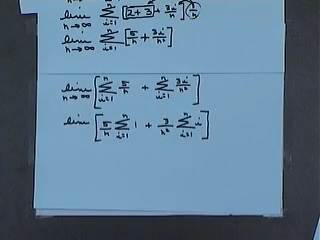 lim n→∞ Σ i=1 n [[2+3] + 3i/n] (1/n)
lim n→∞ Σ i=1 n [5/n + 3i/n²]
lim n→∞ [Σ i=1 n 5/n + Σ i=1 n 3i/n²]
lim n→∞ [5/n Σ i=1 n 1 + 3/n² Σ i=1 n i]